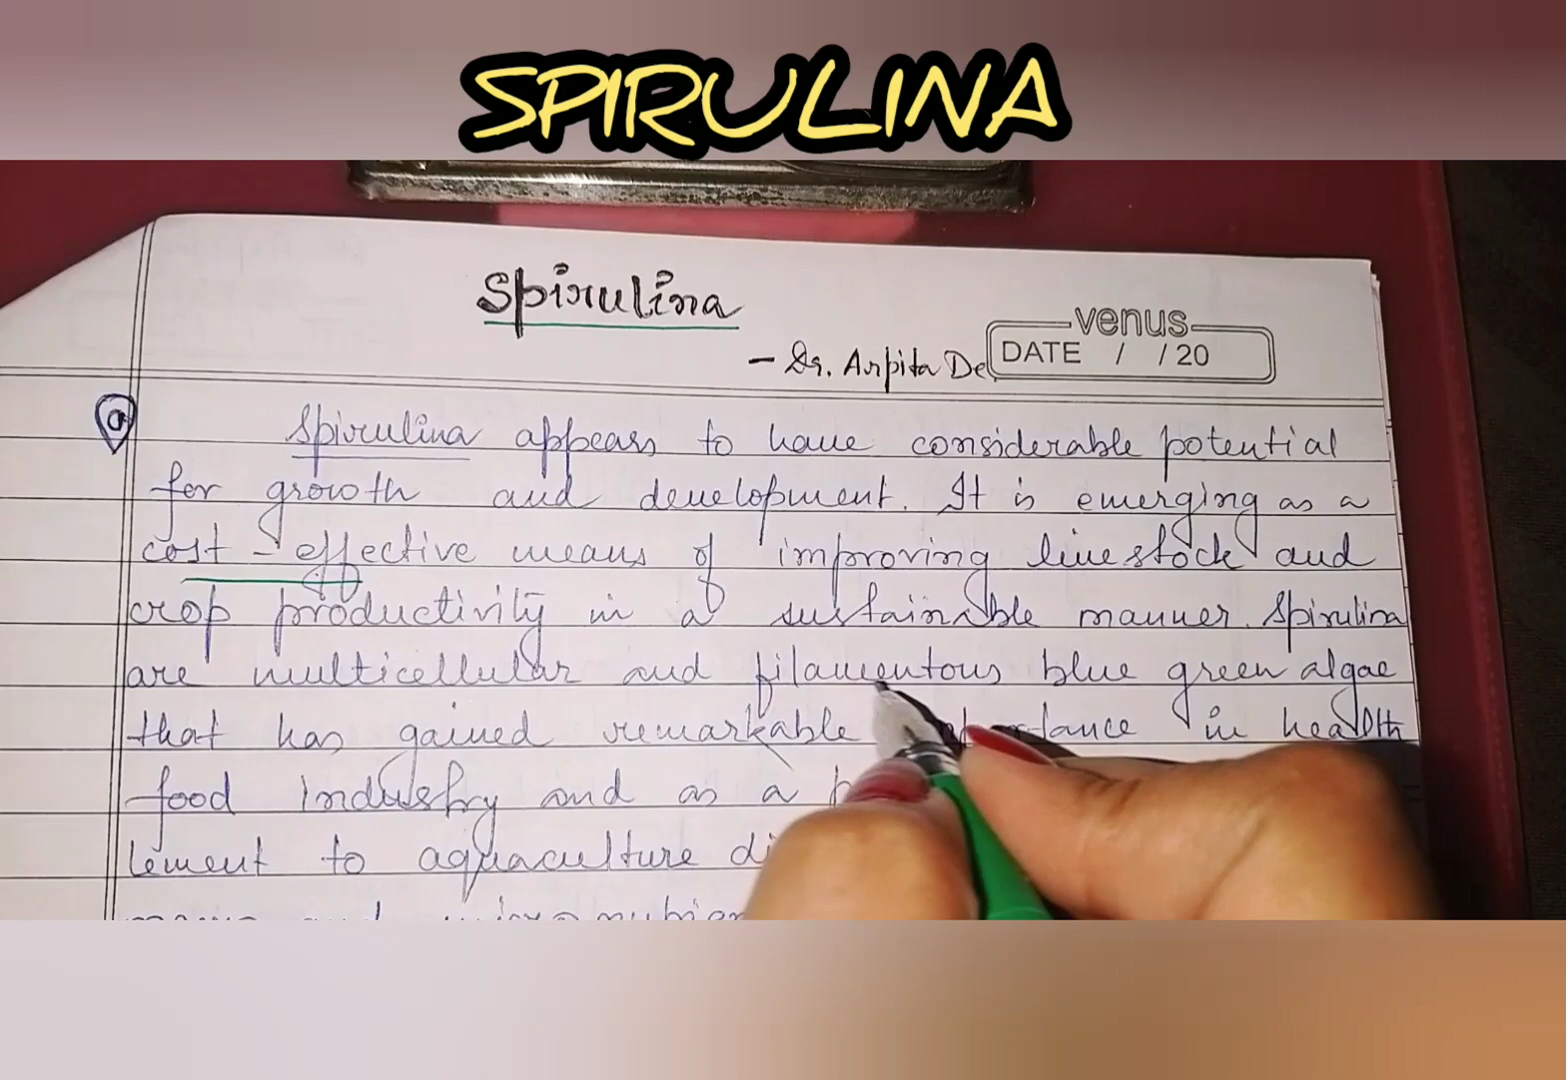 SPIRULINA
Spirulina
venus
- Dr. Arpita De
DATE / / 20
a
Spirulina appears to have considerable potential
for growth and development. It is emerging as a
cost-effective means of improving livestock and
crop productivity in a sustainable manner. Spirulina
are multicellular and filamentous blue green algae
that has gained remarkable in health
food industry and as a
lement to aquaculture